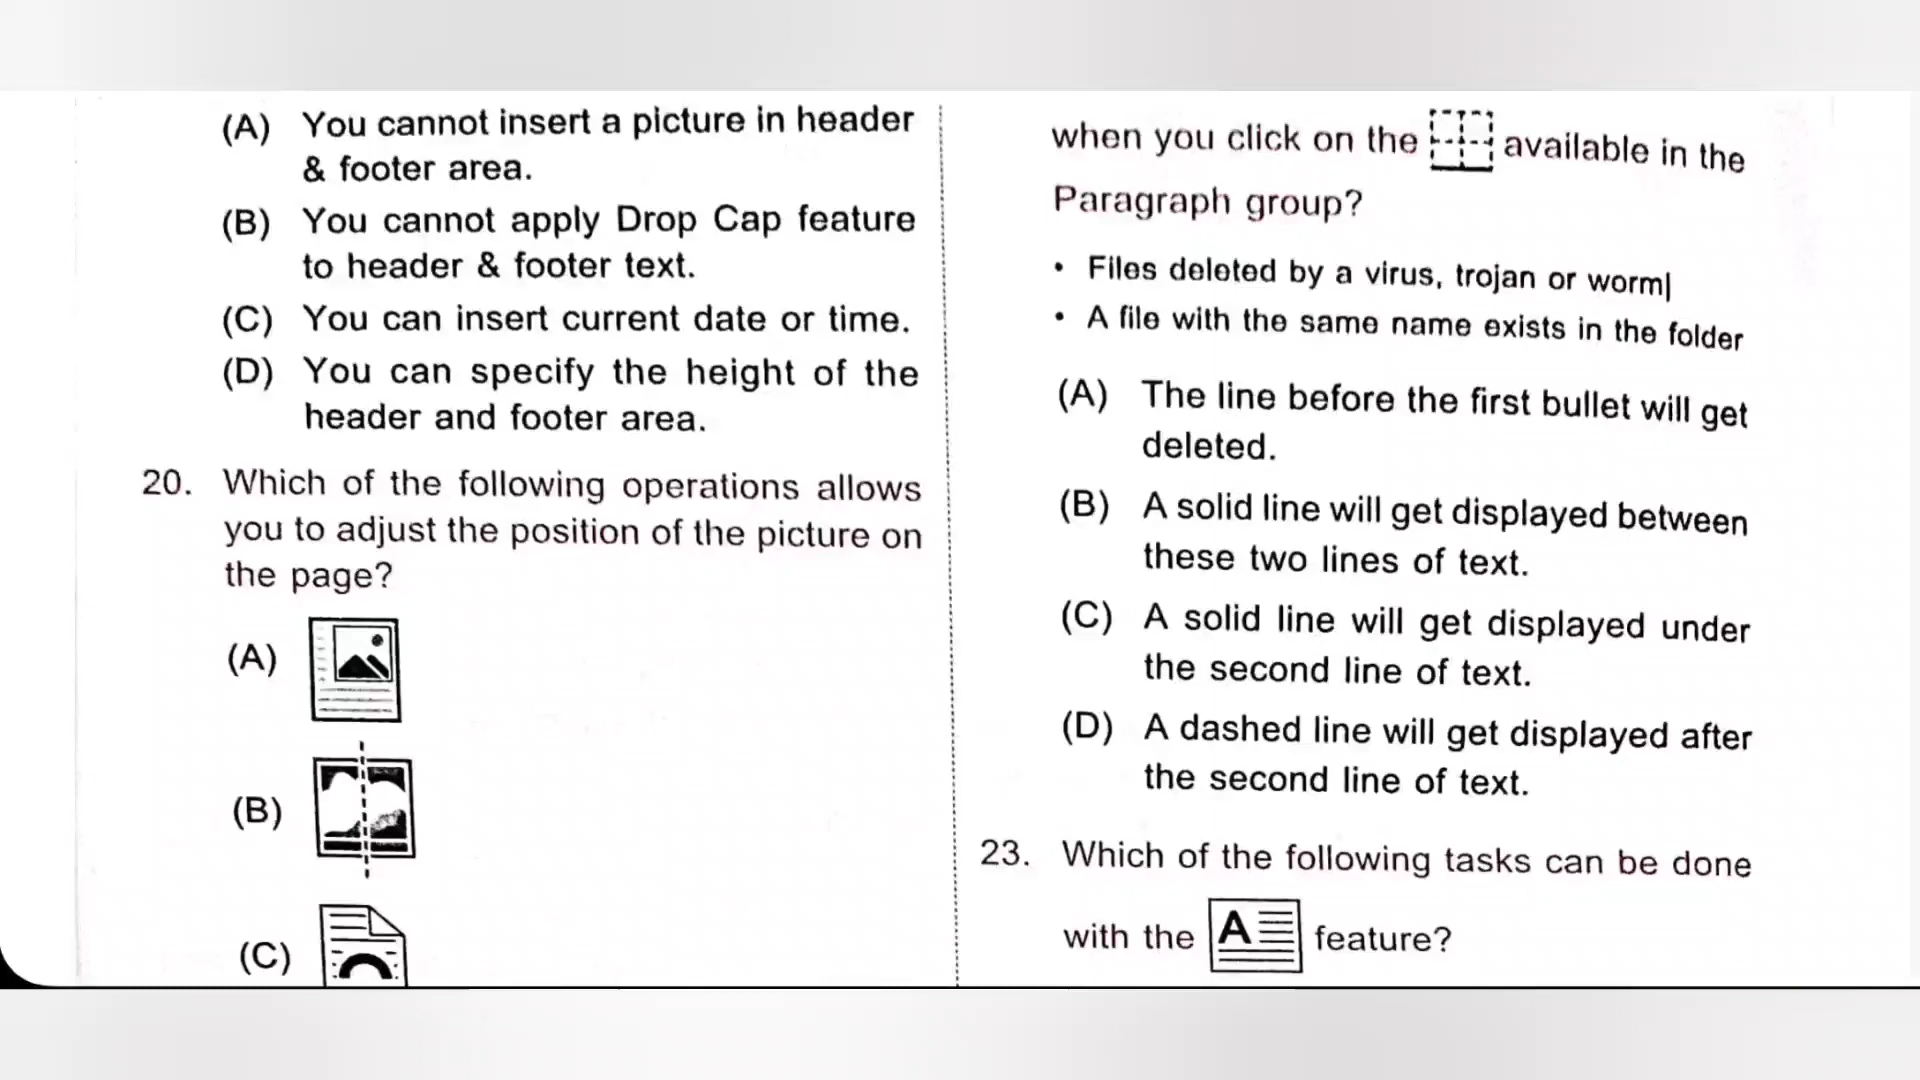 (A) You cannot insert a picture in header
& footer area.
(B) You cannot apply Drop Cap feature
to header & footer text.
(C) You can insert current date or time.
(D) You can specify the height of the
header and footer area.
20. Which of the following operations allows
you to adjust the position of the picture on
the page?
(A)
(B)
(C)
when you click on the available in the
Paragraph group?
• Files deleted by a virus, trojan or worm|
• A file with the same name exists in the folder
(A) The line before the first bullet will get
deleted.
(B) A solid line will get displayed between
these two lines of text.
(C) A solid line will get displayed under
the second line of text.
(D) A dashed line will get displayed after
the second line of text.
23. Which of the following tasks can be done
with the A feature?